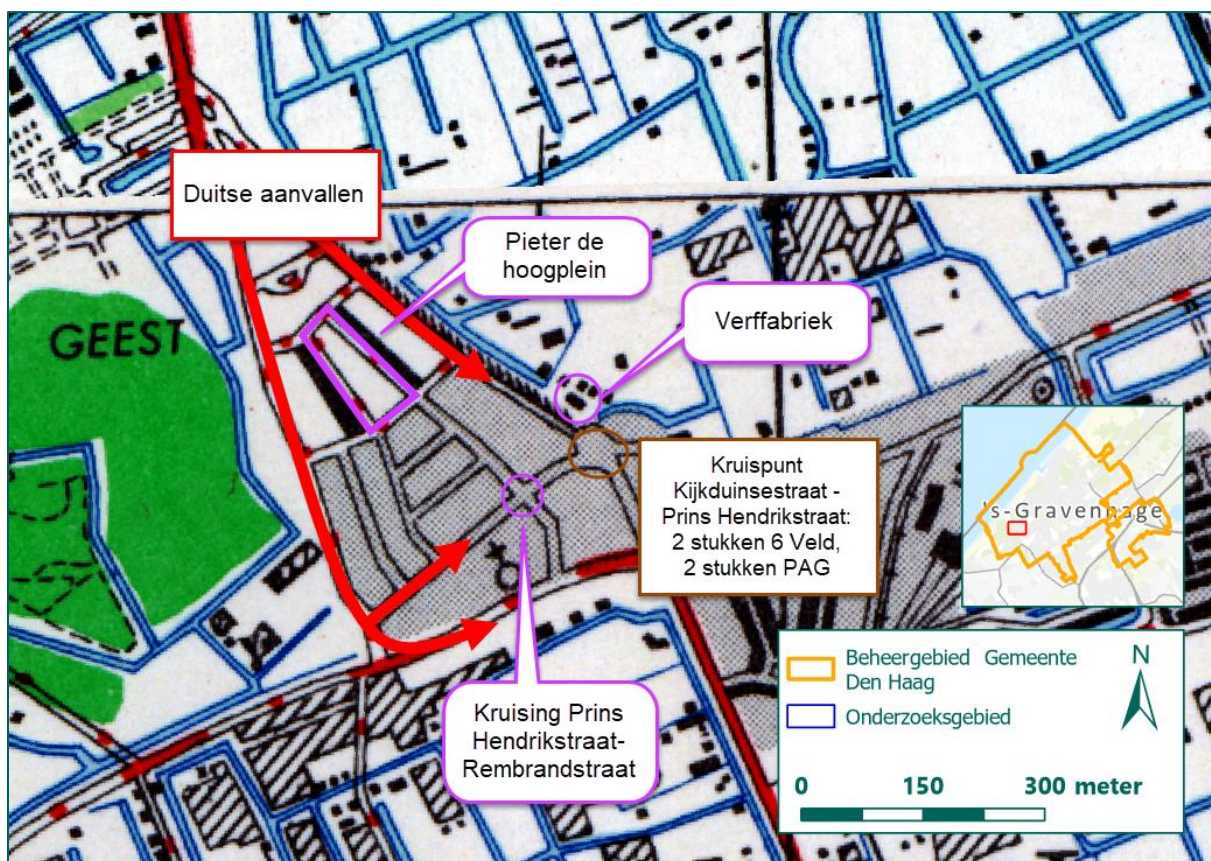 Duitse aanvallen
Pieter de
hoogplein
Verffabriek
GEEST
Kruispunt
Kijkduinsestraat -
Prins Hendrikstraat:
2 stukken 6 Veld,
2 stukken PAG
's-Gravenhage
Kruising Prins
Hendrikstraat-
Rembrandstraat
Beheergebied Gemeente
Den Haag
Onderzoeksgebied
N
0 150 300 meter